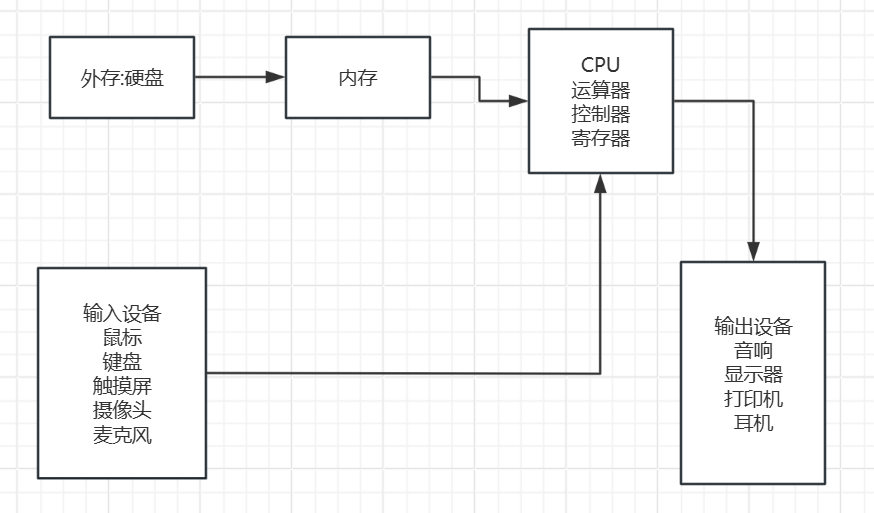 外存:硬盘
内存
CPU
运算器
控制器
寄存器
输入设备
鼠标
键盘
触摸屏
摄像头
麦克风
输出设备
音响
显示器
打印机
耳机